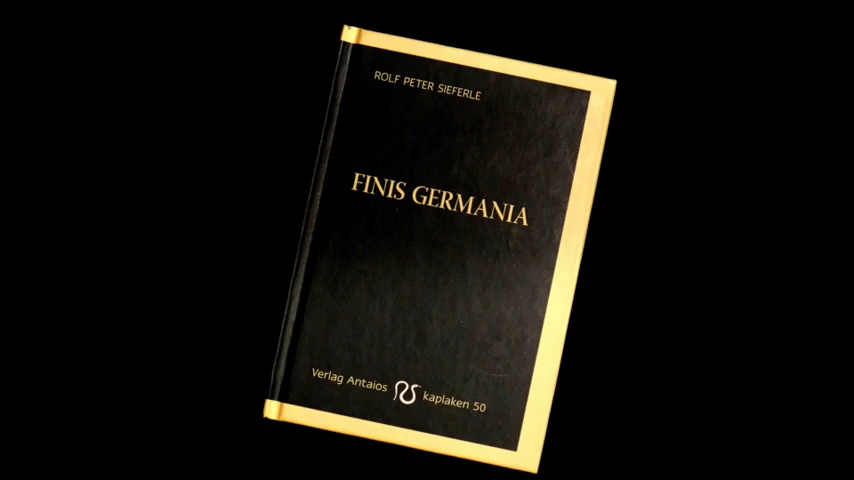 ROLF PETER SIEFERLE
FINIS GERMANIA
Verlag Antaios kaplaken 50